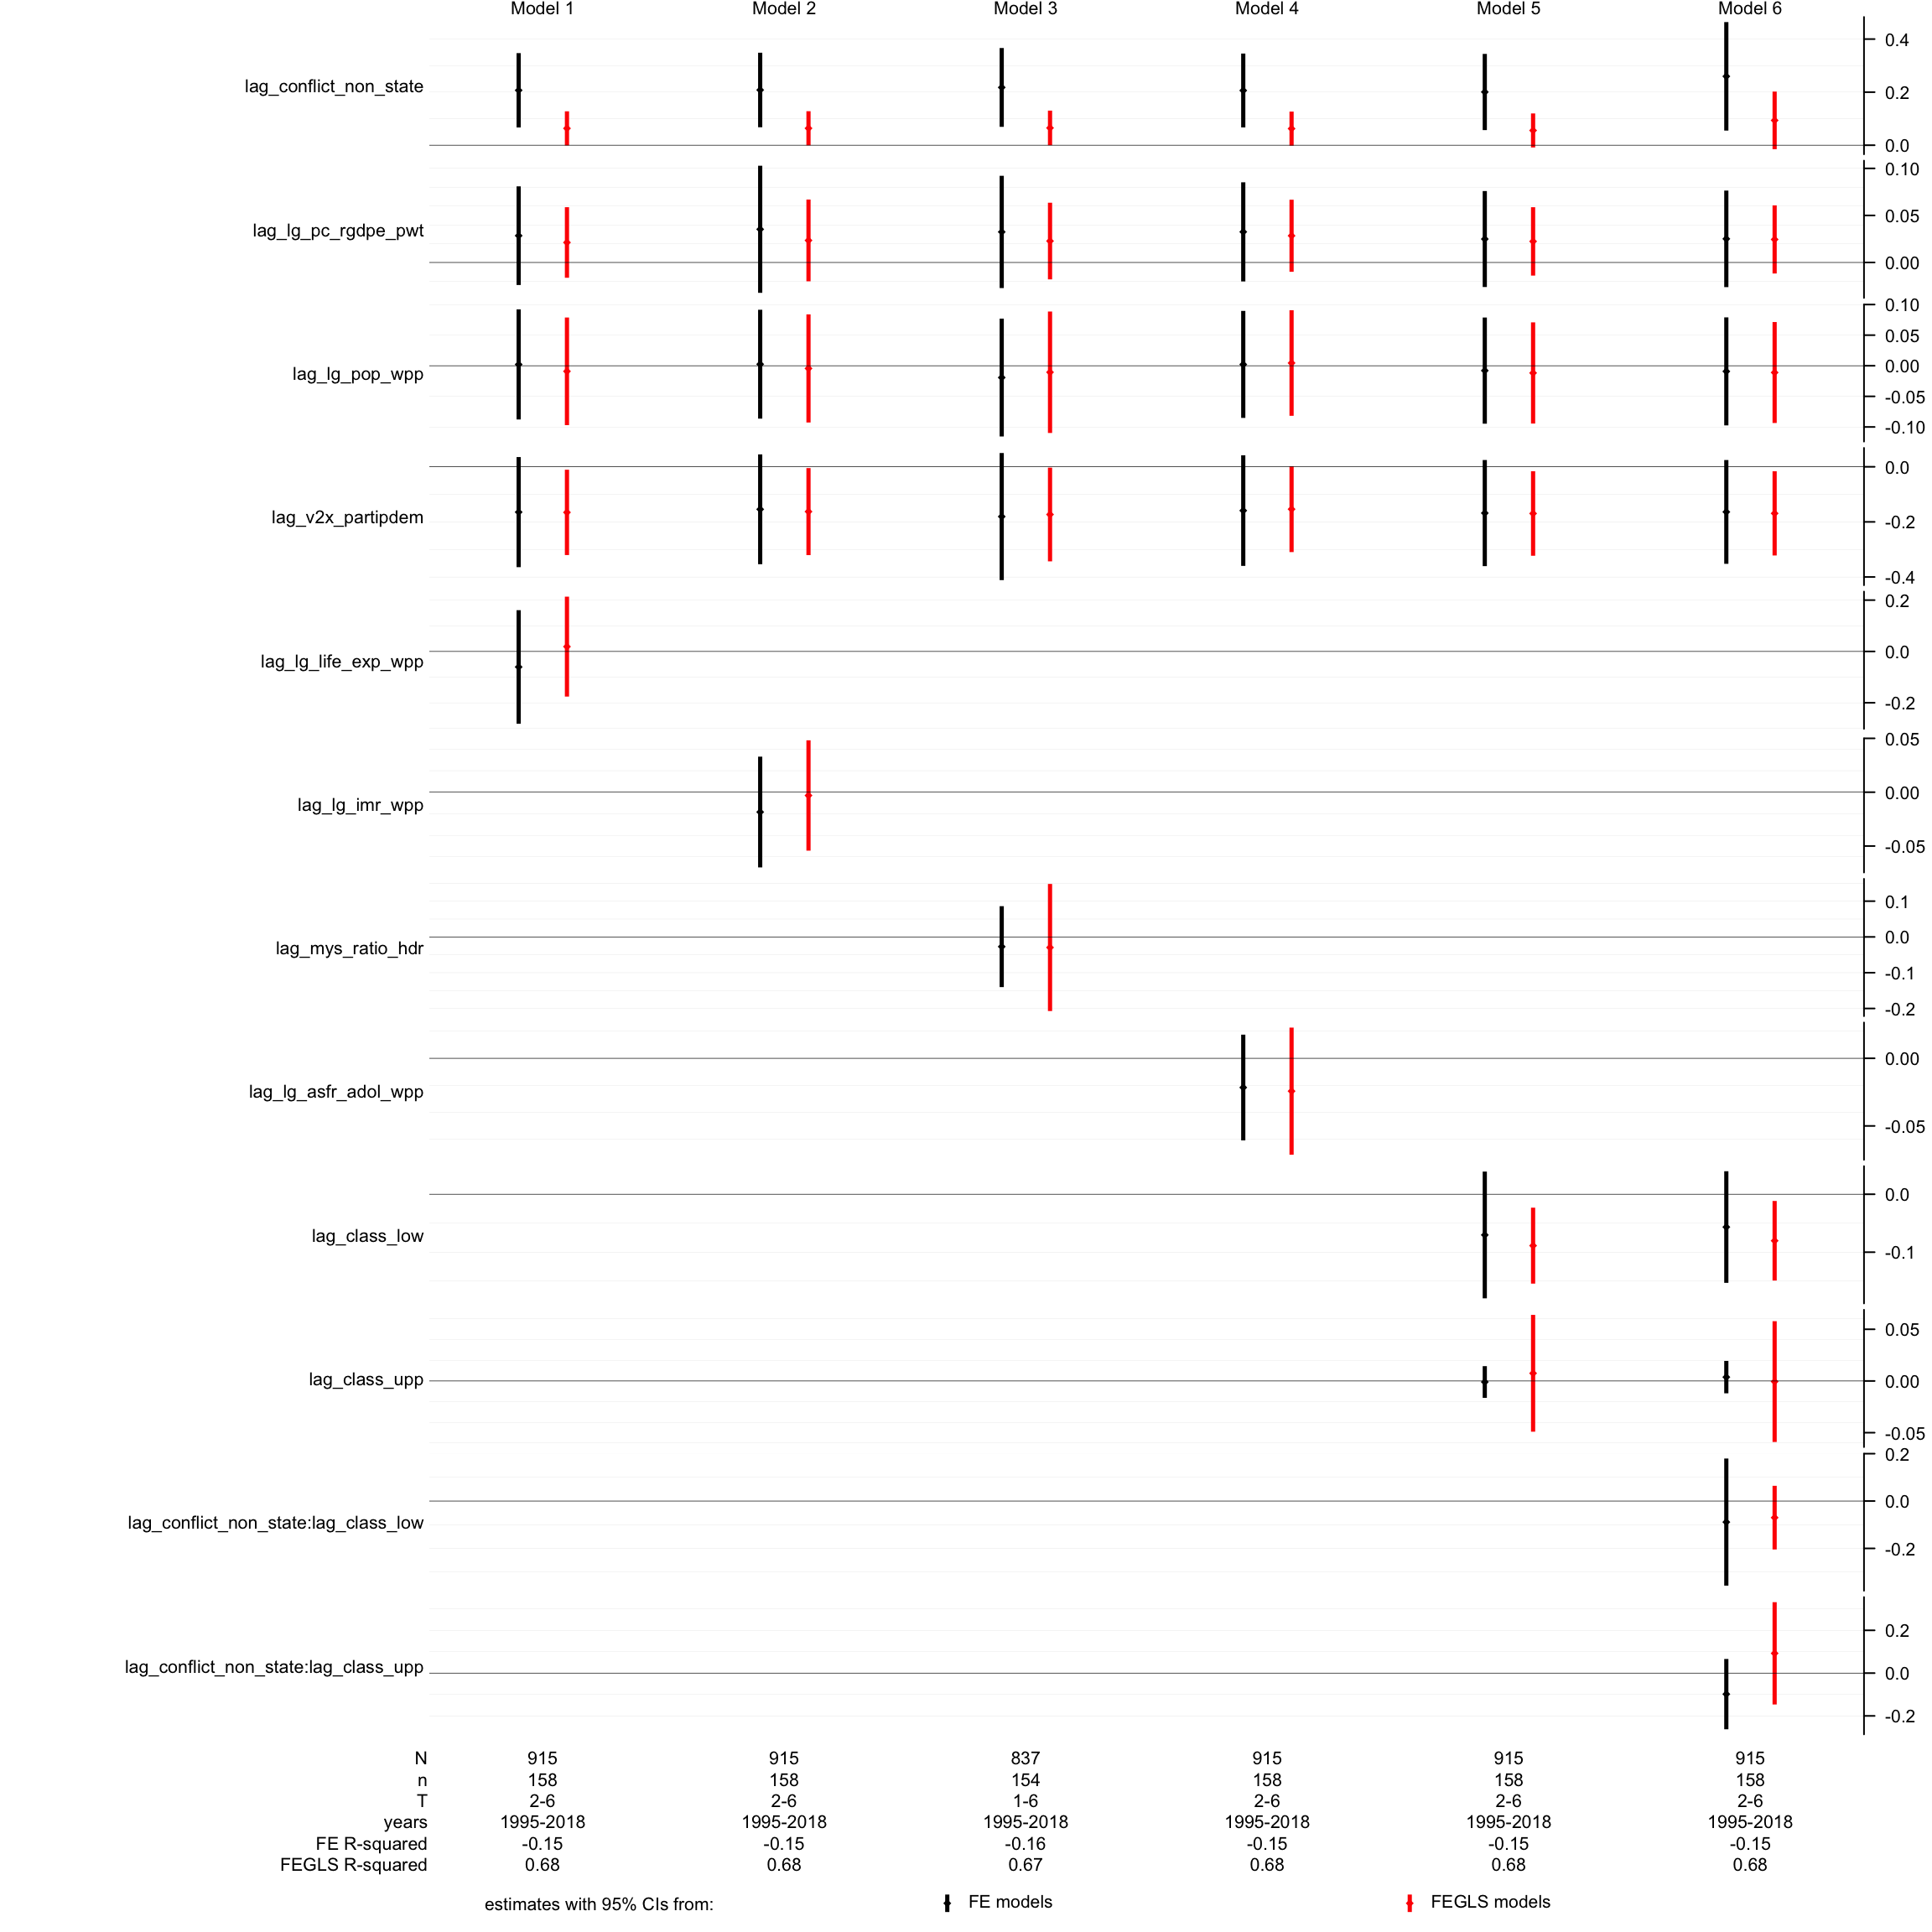 Model 1 Model 2 Model 3 Model 4 Model 5 Model 6
lag_conflict_non_state
0.4
0.2
0.0
lag_lg_pc_rgdpe_pwt
0.10
0.05
0.00
lag_lg_pop_wpp
0.10
0.05
0.00
-0.05
-0.10
lag_v2x_partipdem
0.0
-0.2
-0.4
lag_lg_life_exp_wpp
0.2
0.0
-0.2
lag_lg_imr_wpp
0.05
0.00
-0.05
lag_mys_ratio_hdr
0.1
0.0
-0.1
-0.2
lag_lg_asfr_adol_wpp
0.00
-0.05
lag_class_low
0.0
-0.1
lag_class_upp
0.05
0.00
-0.05
lag_conflict_non_state:lag_class_low
0.2
0.0
-0.2
lag_conflict_non_state:lag_class_upp
0.2
0.0
-0.2
N 915 915 837 915 915 915
n 158 158 154 158 158 158
T 2-6 2-6 1-6 2-6 2-6 2-6
years 1995-2018 1995-2018 1995-2018 1995-2018 1995-2018 1995-2018
FE R-squared -0.15 -0.15 -0.16 -0.15 -0.15 -0.15
FEGLS R-squared 0.68 0.68 0.67 0.68 0.68 0.68
estimates with 95% CIs from: FE models FEGLS models